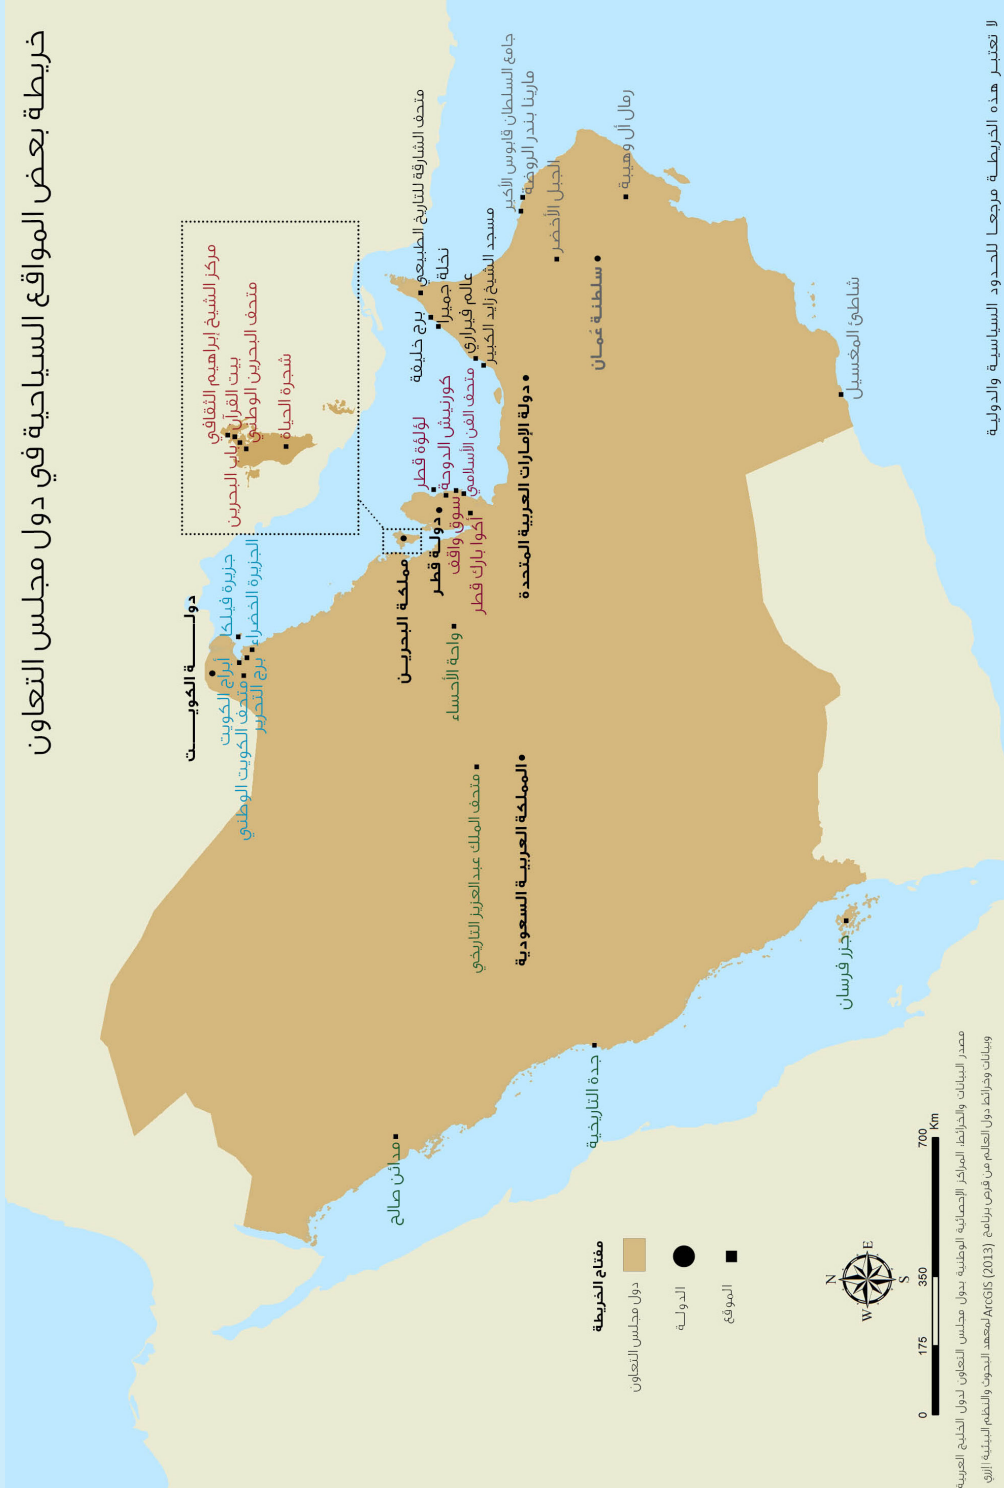 خريطة بعض المواقع السياحية في دول مجلس التعاون
دولة الكويت
جزيرة فيلكا
أبراج الكويت
الجزيرة الخضراء
متحف الكويت الوطني
برج التحرير
مركز الشيخ إبراهيم الثقافي
بيت القرآن
باب البحرين
متحف البحرين الوطني
شجرة الحياة
مملكة البحرين
لؤلؤة قطر
دولة قطر
كورنيش الدوحة
سوق واقف
متحف الفن الأسلامي
أكوا بارك قطر
متحف الشارقة للتاريخ الطبيعي
برج خليفة
نخلة جميرا
عالم فيراري
مسجد الشيخ زايد الكبير
دولة الإمارات العربية المتحدة
جامع السلطان قابوس الأكبر
مارينا بندر الروضة
الجبل الأخضر
سلطنة عمان
رمال آل وهيبة
شاطئ المغسيل
مدائن صالح
واحة الأحساء
متحف الملك عبدالعزيز التاريخي
المملكة العربية السعودية
جدة التاريخية
جزر فرسان
مفتاح الخريطة
دول مجلس التعاون
الدولة
الموقع
N
W E
S
0 175 350 700
Km
مصدر البيانات والخرائط: المراكز الإحصائية الوطنية بدول مجلس التعاون لدول الخليج العربية
وبيانات وخرائط دول العالم من قرص برنامج ArcGIS (2013) لمعهد البحوث والنظم البيئية | إزري
لا تعتبر هذه الخريطة مرجعا للحدود السياسية والدولية